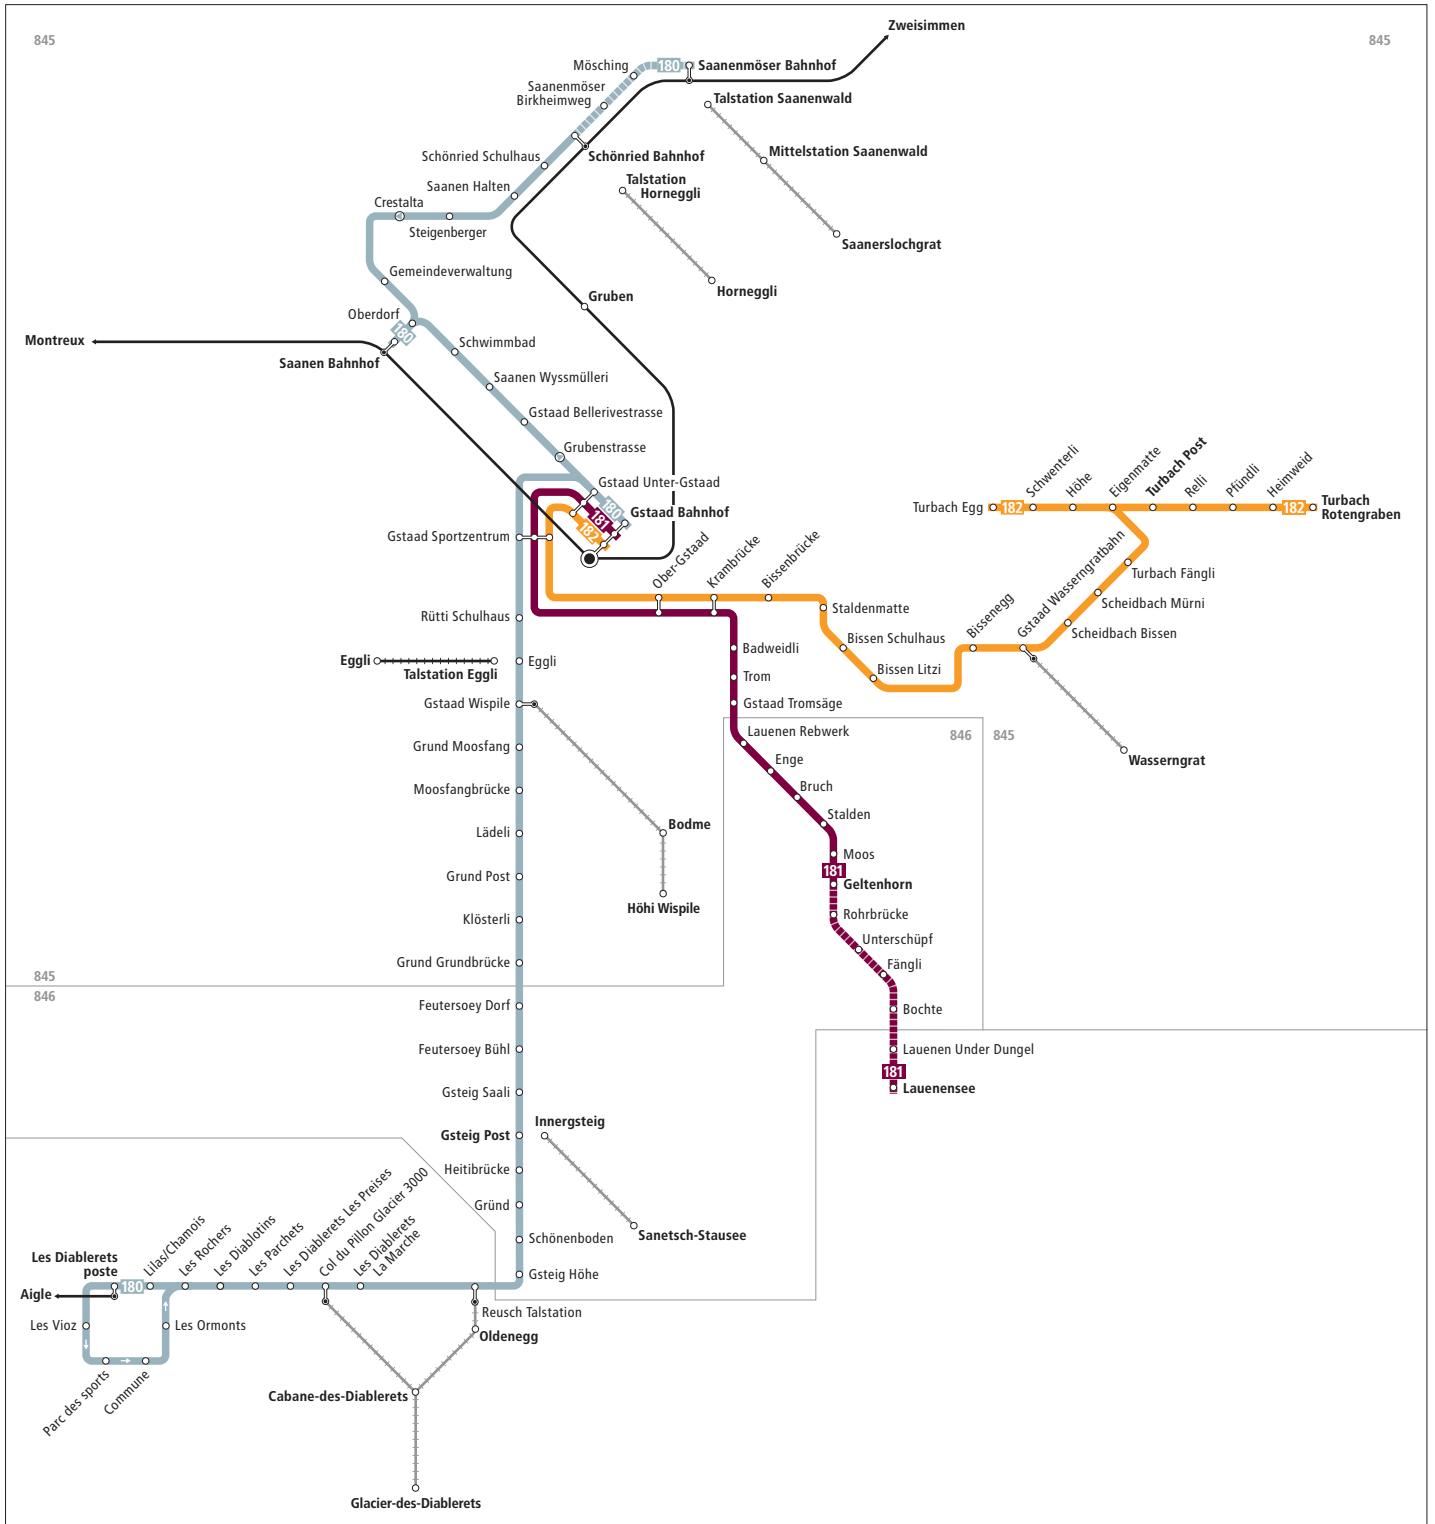 Zweisimmen
845
845
Mösching
180
Saanenmöser Bahnhof
Saanenmöser
Birkheimweg
Talstation Saanenwald
Schönried Schulhaus
Schönried Bahnhof
Mittelstation Saanenwald
Saanen Halten
Talstation
Horneggli
Crestalta
Steigenberger
Saanerslochgrat
Gemeindeverwaltung
Horneggli
Gruben
Oberdorf
180
Montreux
Schwimmbad
Saanen Bahnhof
Saanen Wyssmülleri
Gstaad Bellerivestrasse
Grubenstrasse
Gstaad Unter-Gstaad
180
Gstaad Bahnhof
181
182
Gstaad Sportzentrum
Turbach Egg
182
Schwenterli
Höhe
Eigenmatte
Turbach Post
Relli
Pfündli
Heimweid
182
Turbach
Rotengraben
Ober-Gstaad
Krambrücke
Bissenbrücke
Staldenmatte
Bissen Schulhaus
Bissen Litzi
Bissenegg
Gstaad Wasserngratbahn
Turbach Fängli
Scheidbach Mürni
Scheidbach Bissen
Rütti Schulhaus
Eggli
Talstation Eggli
Eggli
Badweidli
Trom
Gstaad Tromsäge
Gstaad Wispile
Lauenen Rebwerk
846
845
Grund Moosfang
Enge
Wasserngrat
Moosfangbrücke
Bruch
Stalden
Lädeli
Bodme
Moos
181
Grund Post
Geltenhorn
Höhi Wispile
Klösterli
Rohrbrücke
Unterschüpf
Grund Grundbrücke
Fängli
845
846
Feutersoey Dorf
Bochte
Feutersoey Bühl
Lauenen Under Dungel
181
Gsteig Saali
Lauenensee
Innergsteig
Gsteig Post
Heitibrücke
Gründ
Sanetsch-Stausee
Schönenboden
Gsteig Höhe
Les Diablerets
poste
180
Lilas/Chamois
Les Rochers
Les Diablotins
Les Parchets
Les Diablerets Les Preises
Col du Pillon Glacier 3000
Les Diablerets
La Marche
Aigle
Reusch Talstation
Les Vioz
Les Ormonts
Oldenegg
Parc des sports
Commune
Cabane-des-Diablerets
Glacier-des-Diablerets